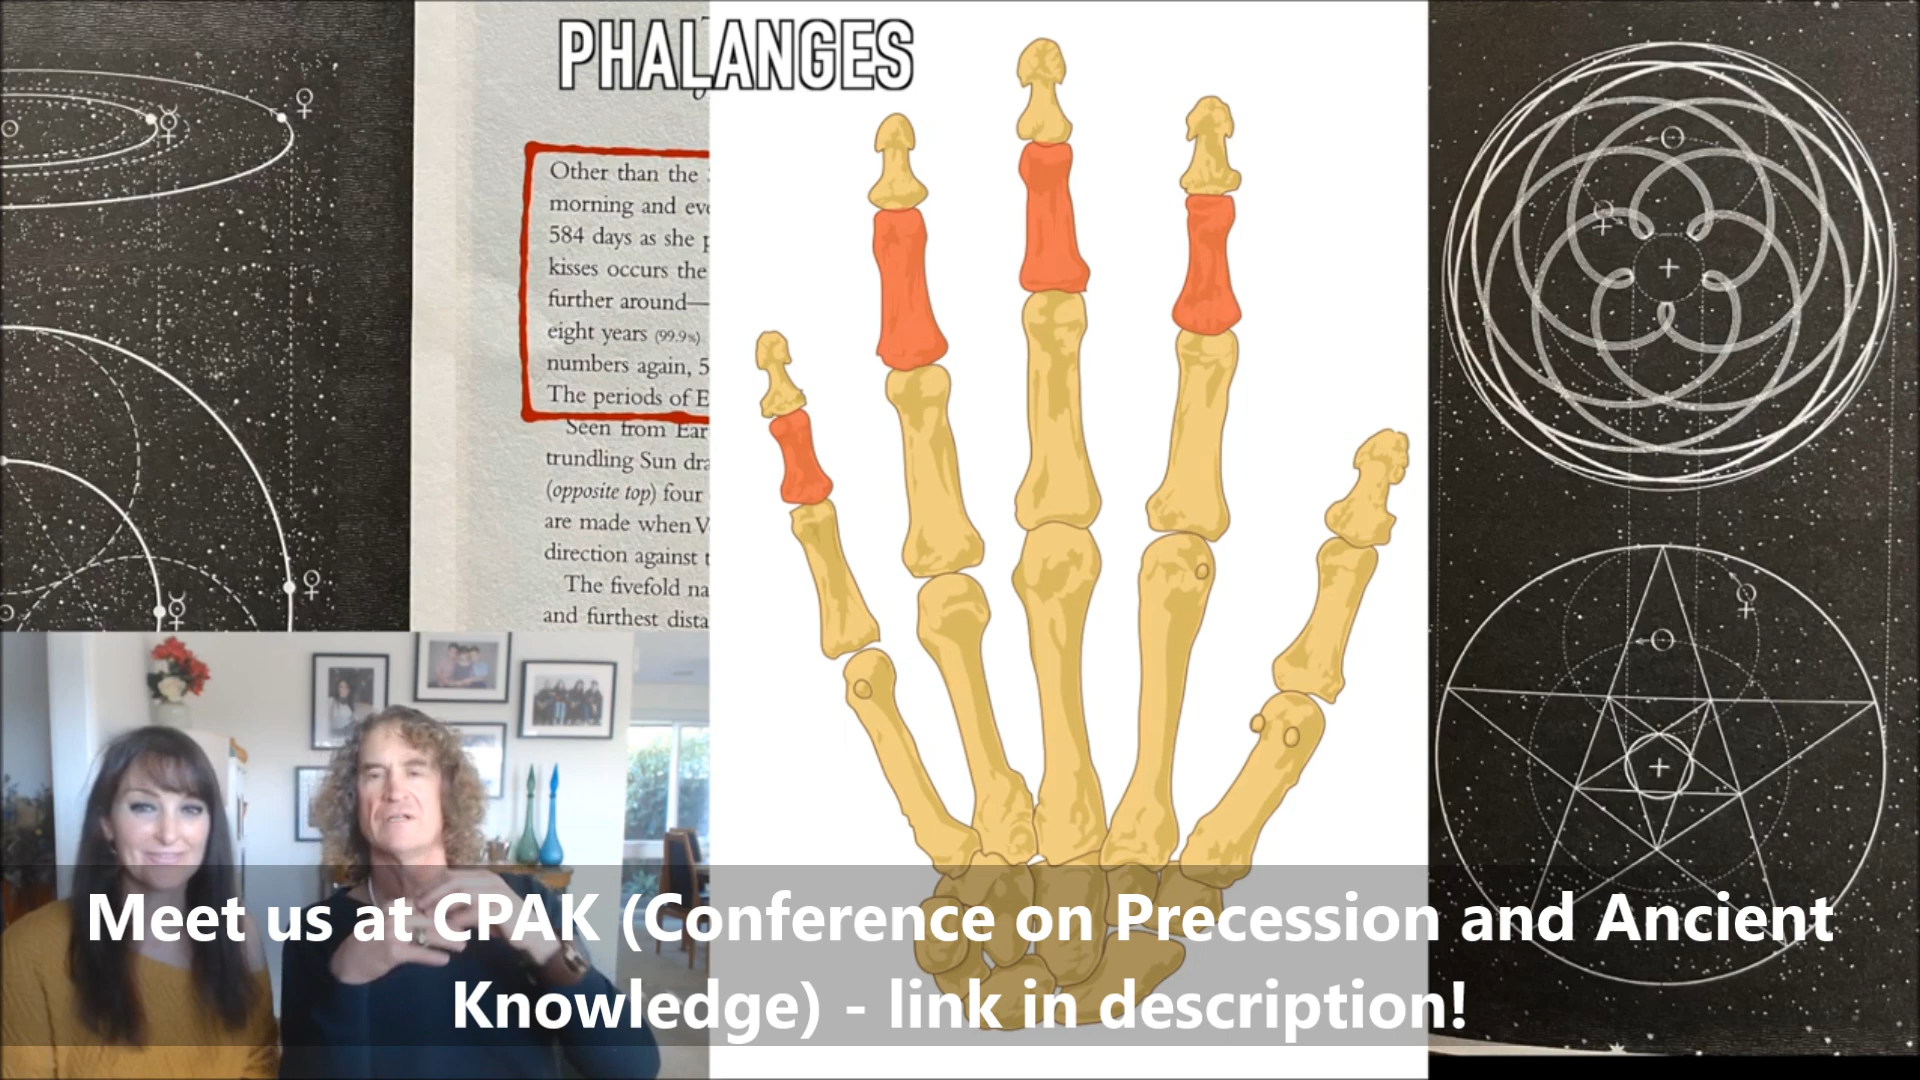 PHALANGES
Other than the
morning and eve
584 days as she p
kisses occurs the
further around—
eight years (99.9%)
numbers again, 5
The periods of E
Seen from Ear
trundling Sun dra
(opposite top) four
are made when V
direction against t
The fivefold na
and furthest dista
Meet us at CPAK (Conference on Precession and Ancient
Knowledge) - link in description!